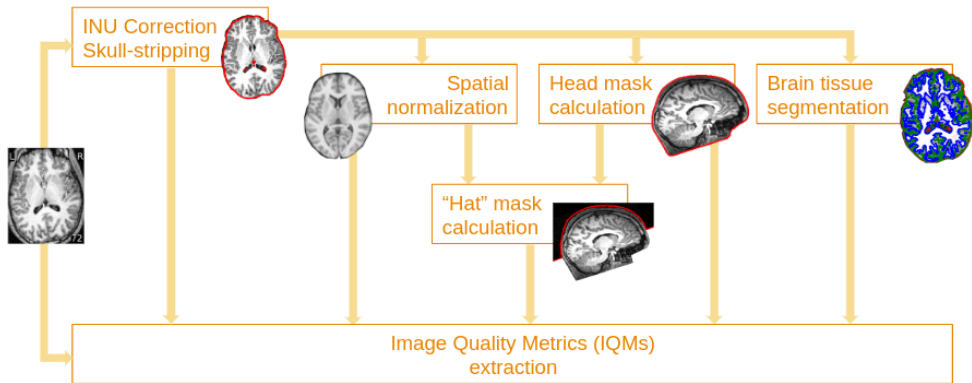 INU Correction
Skull-stripping
Spatial
normalization
Head mask
calculation
Brain tissue
segmentation
L R
72
“Hat” mask
calculation
Image Quality Metrics (IQMs)
extraction